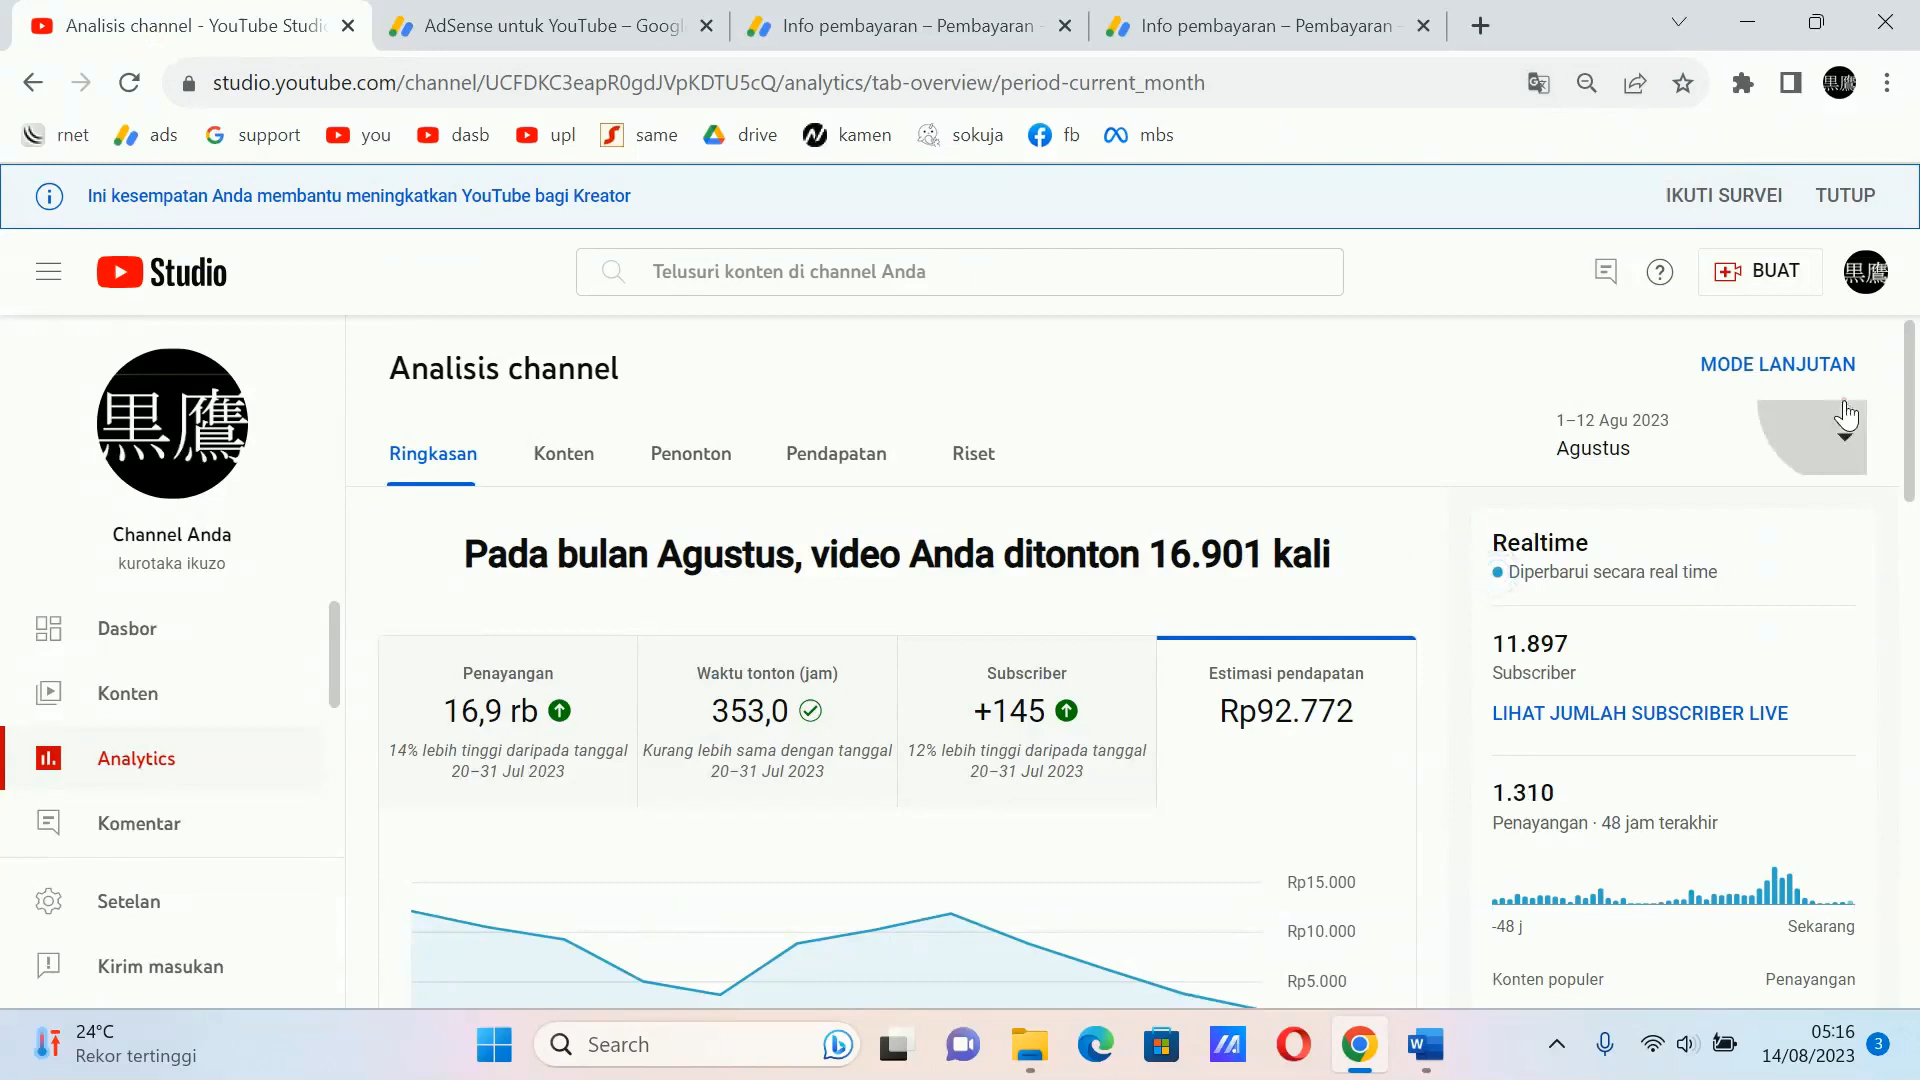 Analisis channel - YouTube Studio
AdSense untuk YouTube – Googl
Info pembayaran – Pembayaran -
Info pembayaran – Pembayaran -
studio.youtube.com/channel/UCFDKC3eapR0gdJVpKDTU5cQ/analytics/tab-overview/period-current_month
黒鷹
rnet
ads
support
you
dasb
upl
same
drive
kamen
sokuja
fb
mbs
Ini kesempatan Anda membantu meningkatkan YouTube bagi Kreator
IKUTI SURVEI
TUTUP
Studio
Telusuri konten di channel Anda
BUAT
黒鷹
黒鷹
Channel Anda
kurotaka ikuzo
Dasbor
Konten
Analytics
Komentar
Setelan
Kirim masukan
Analisis channel
MODE LANJUTAN
1–12 Agu 2023
Agustus
Ringkasan
Konten
Penonton
Pendapatan
Riset
Pada bulan Agustus, video Anda ditonton 16.901 kali
Penayangan
16,9 rb
14% lebih tinggi daripada tanggal
20–31 Jul 2023
Waktu tonton (jam)
353,0
Kurang lebih sama dengan tanggal
20–31 Jul 2023
Subscriber
+145
12% lebih tinggi daripada tanggal
20–31 Jul 2023
Estimasi pendapatan
Rp92.772
Rp15.000
Rp10.000
Rp5.000
Realtime
Diperbarui secara real time
11.897
Subscriber
LIHAT JUMLAH SUBSCRIBER LIVE
1.310
Penayangan · 48 jam terakhir
-48 j
Sekarang
Konten populer
Penayangan
24°C
Rekor tertinggi
Search
05:16
14/08/2023
3